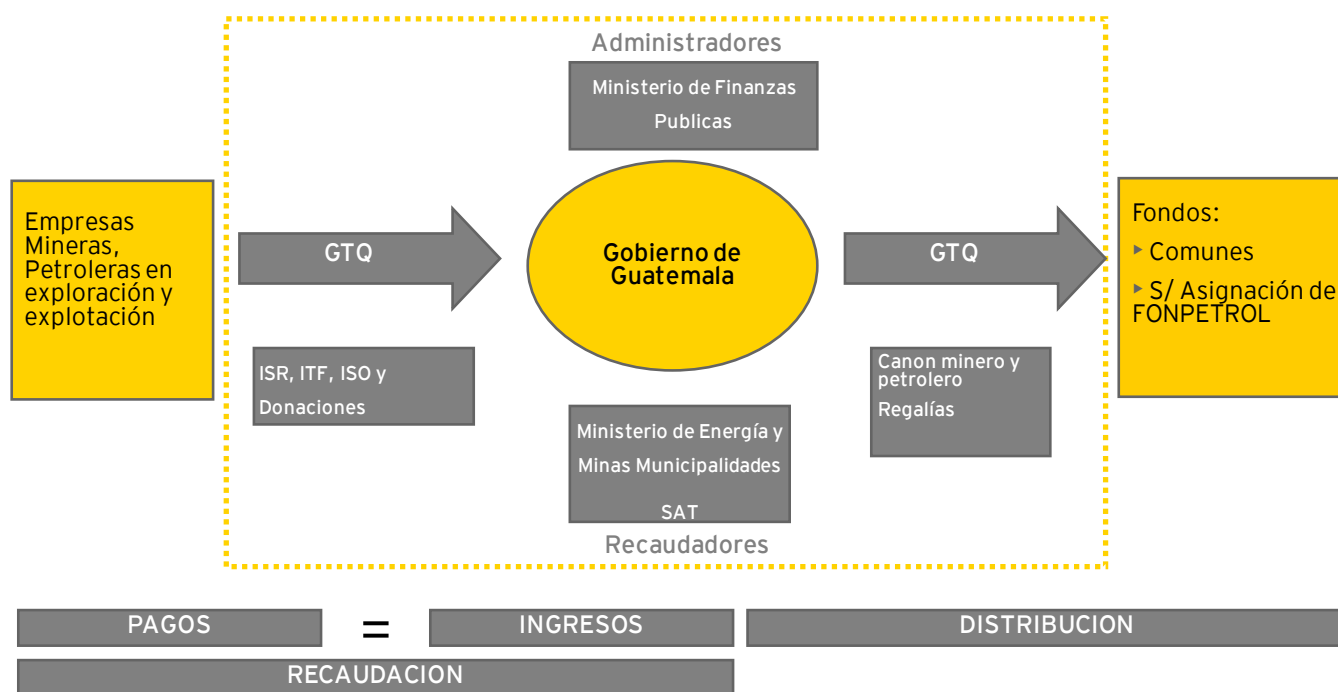 Administradores
Ministerio de Finanzas
Publicas
Empresas
Mineras,
Petroleras en
exploración y
explotación
GTQ
Gobierno de
Guatemala
GTQ
Fondos:
▸ Comunes
▸ S/ Asignación de
FONPETROL
ISR, ITF, ISO y
Donaciones
Canon minero y
petrolero
Regalías
Ministerio de Energía y
Minas Municipalidades
SAT
Recaudadores
PAGOS = INGRESOS DISTRIBUCION
RECAUDACION